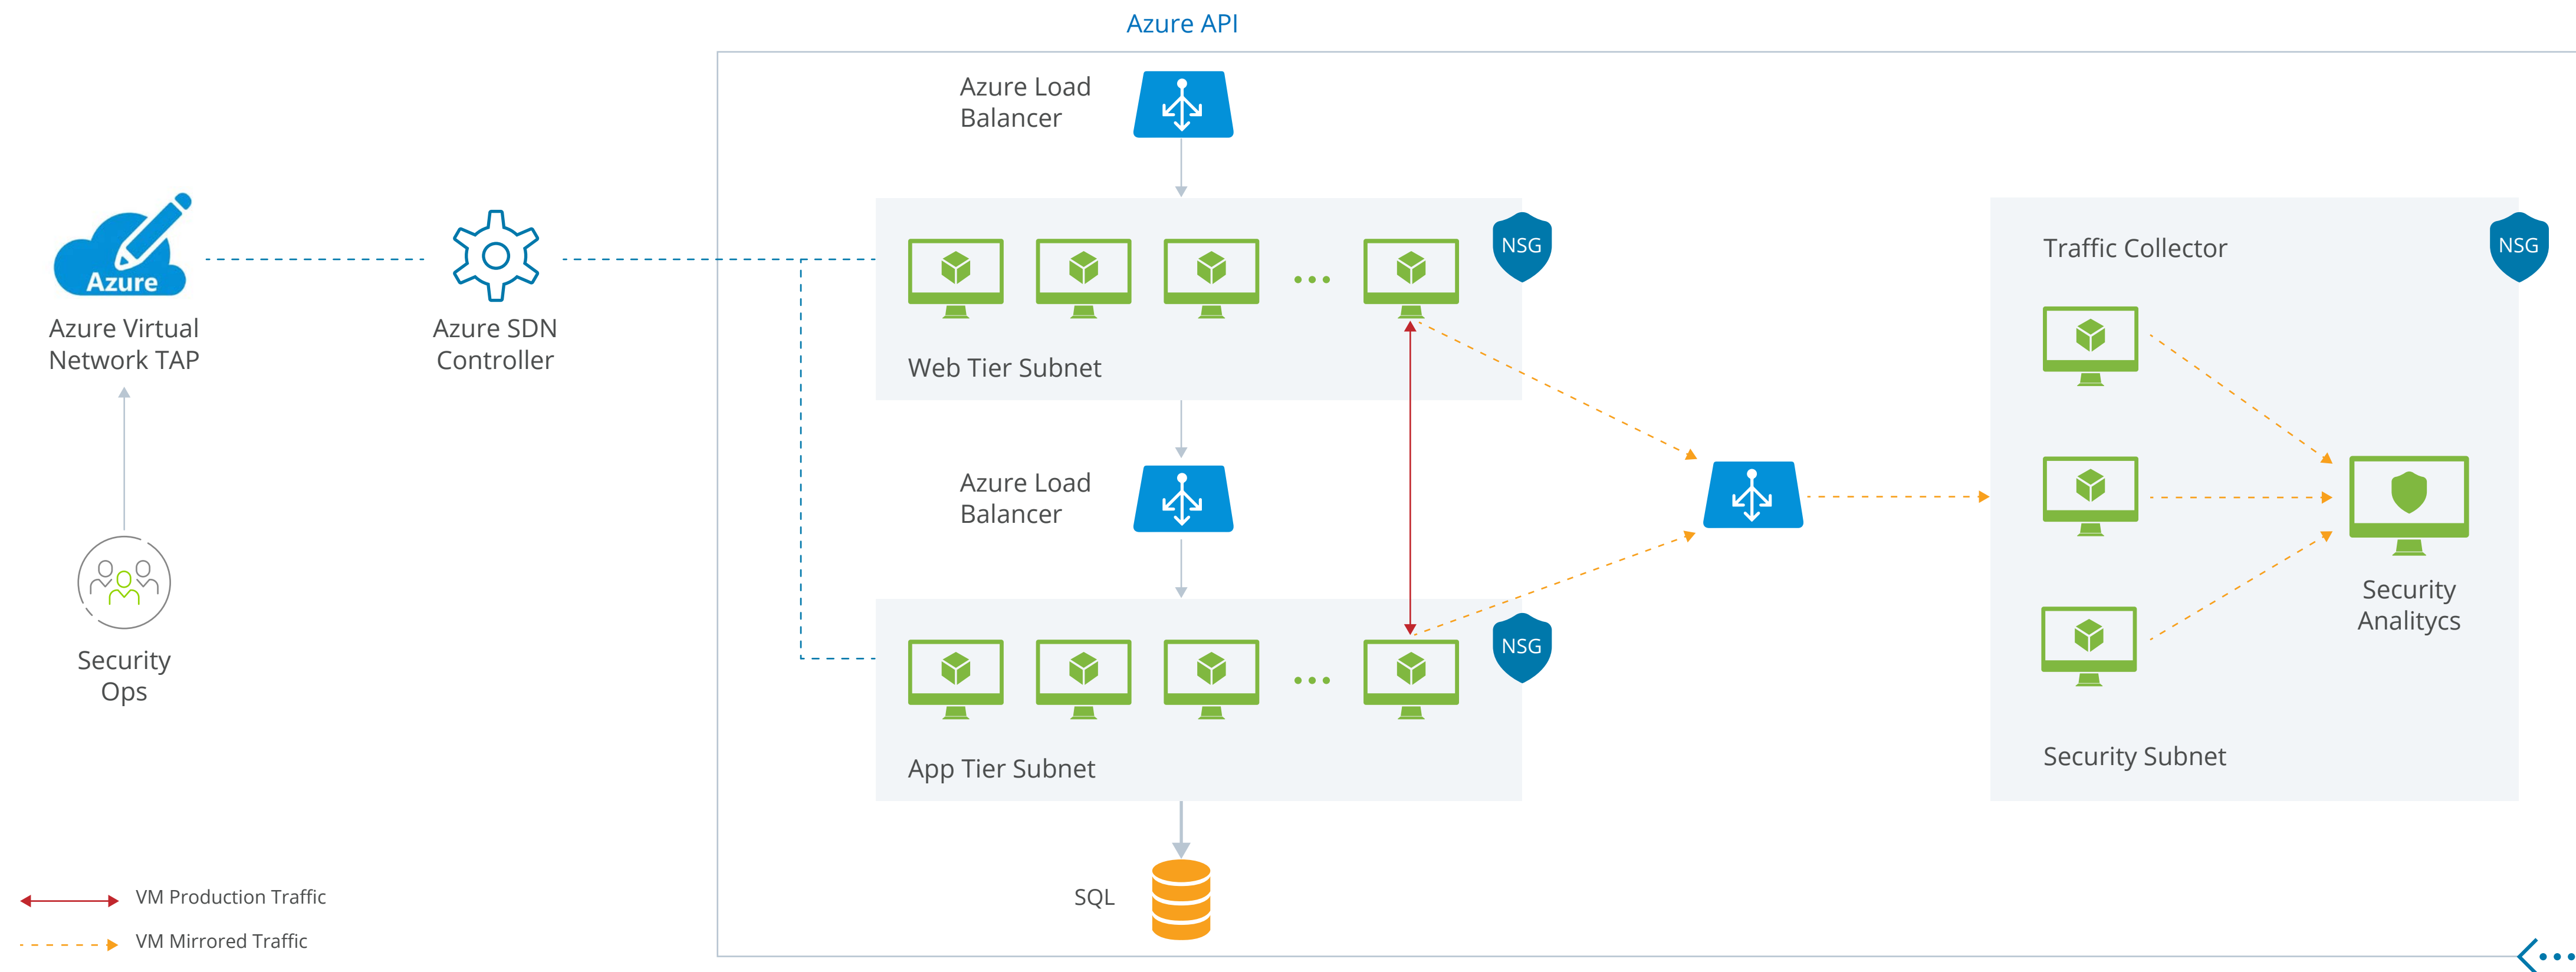 Azure API
Azure Load
Balancer
Azure
Azure Virtual
Network TAP
Azure SDN
Controller
NSG
Web Tier Subnet
Traffic Collector
NSG
Azure Load
Balancer
Security
Ops
NSG
App Tier Subnet
Security
Analitycs
Security Subnet
SQL
VM Production Traffic
VM Mirrored Traffic